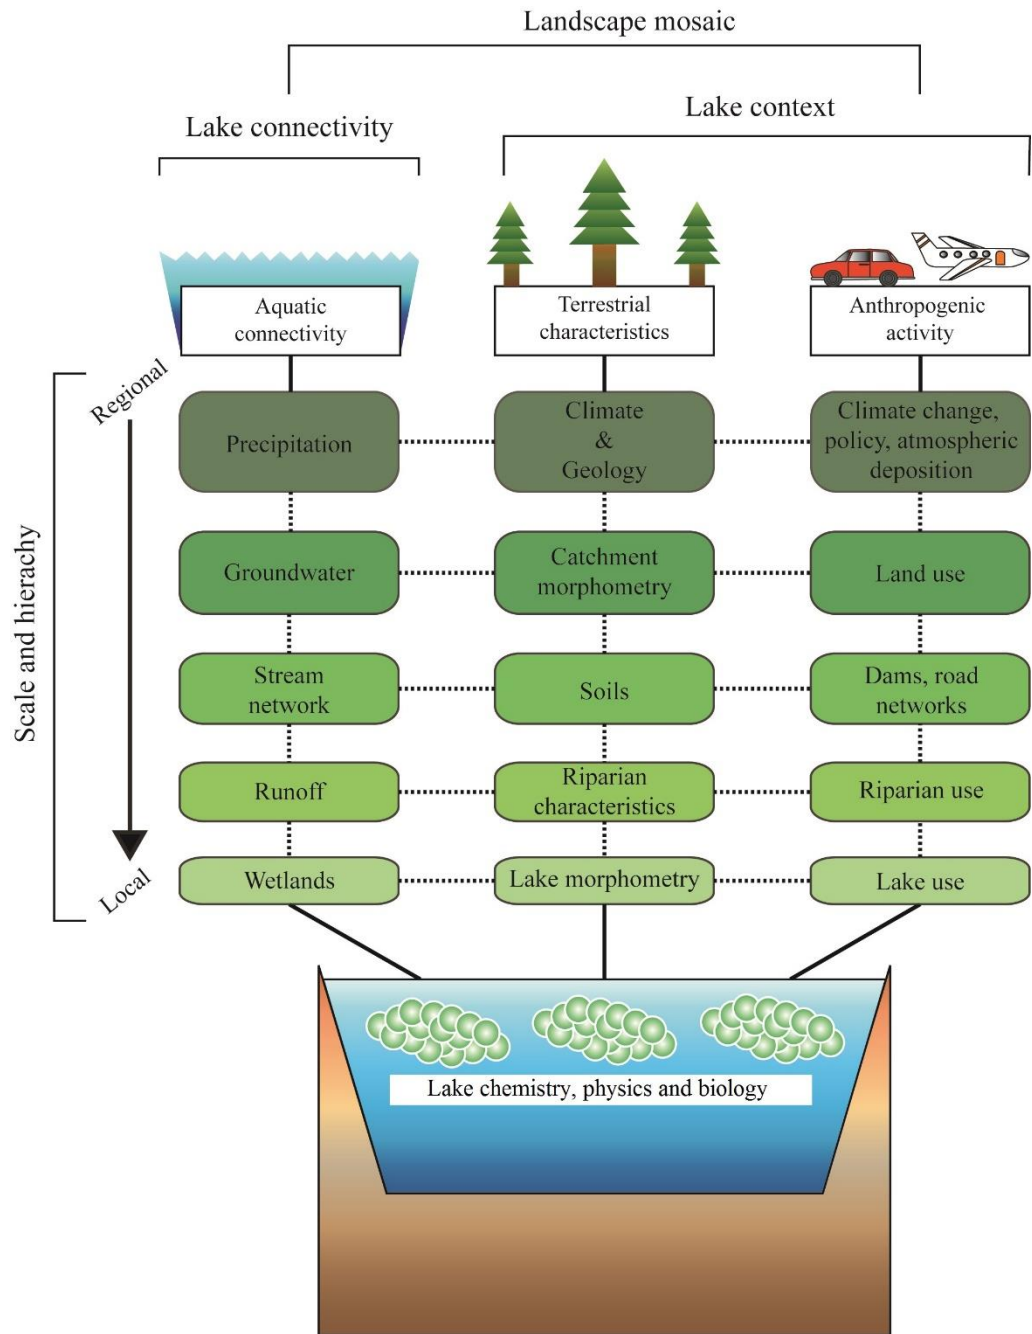 Landscape mosaic
Lake connectivity
Lake context
Aquatic
connectivity
Terrestrial
characteristics
Anthropogenic
activity
Scale and hierachy
Regional
Local
Precipitation
Climate
&
Geology
Climate change,
policy, atmospheric
deposition
Groundwater
Catchment
morphometry
Land use
Stream
network
Soils
Dams, road
networks
Runoff
Riparian
characteristics
Riparian use
Wetlands
Lake morphometry
Lake use
Lake chemistry, physics and biology